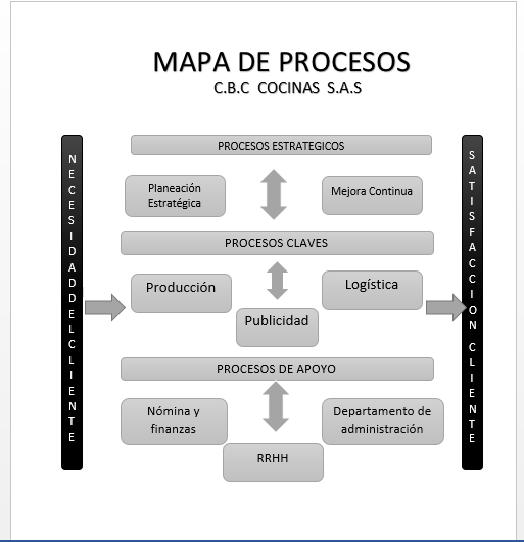 MAPA DE PROCESOS
C.B.C COCINAS S.A.S
NECESIDADDELCLIENTE
PROCESOS ESTRATEGICOS
Planeación
Estratégica
Mejora Continua
PROCESOS CLAVES
Producción
Publicidad
Logística
PROCESOS DE APOYO
Nómina y
finanzas
RRHH
Departamento de
administración
SATISFACCION CLIENTE